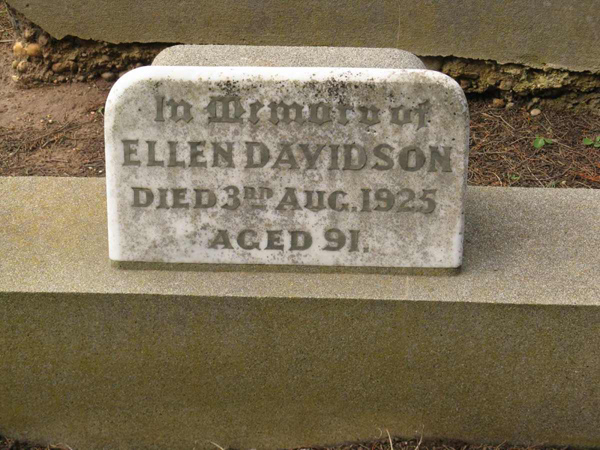 In Memory of
ELLEN DAVIDSON
DIED 3RD AUG. 1925
AGED 91.